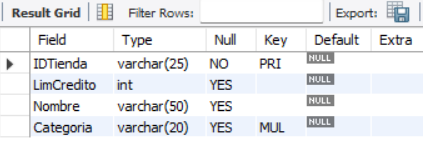 Result Grid Filter Rows: Export:
Field Type Null Key Default Extra
IDTienda varchar(25) NO PRI NULL
LimCredito int YES NULL
Nombre varchar(50) YES NULL
Categoria varchar(20) YES MUL NULL